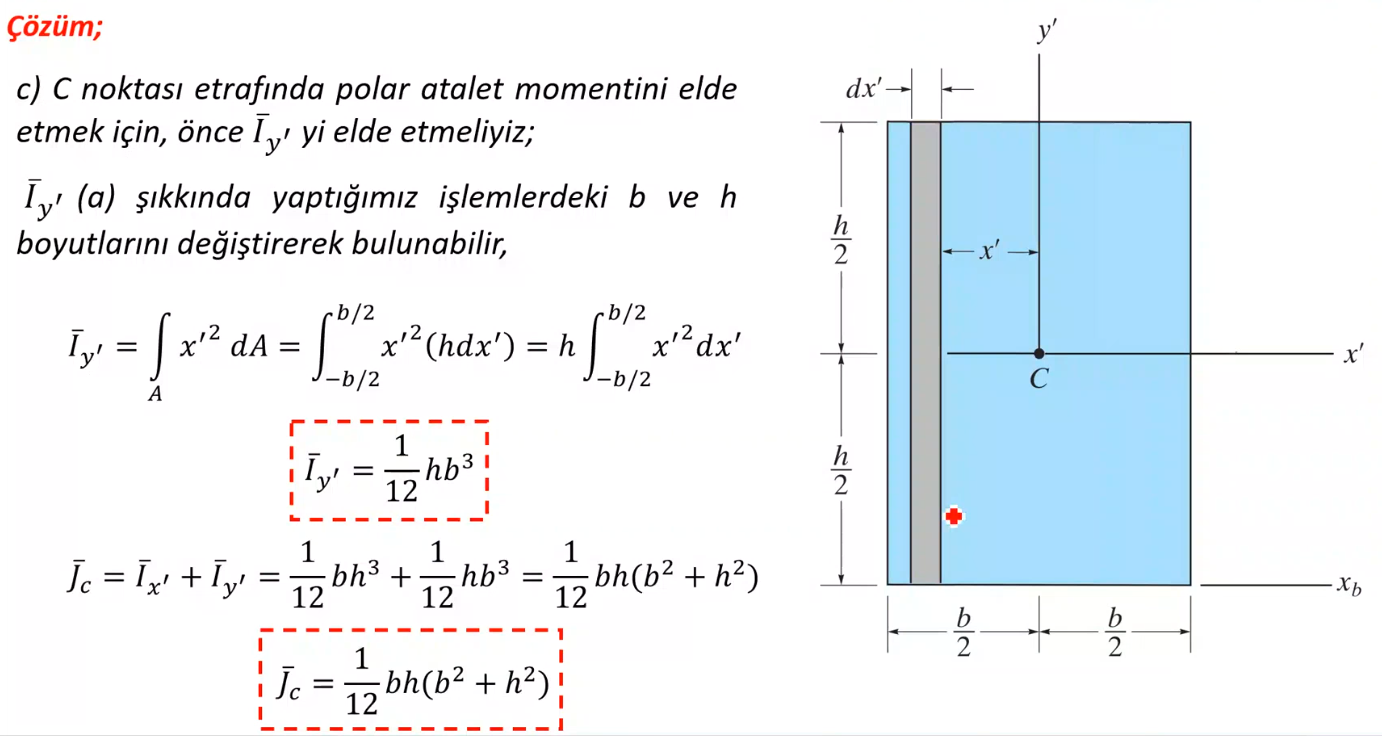 Çözüm;
c) C noktası etrafında polar atalet momentini elde
etmek için, önce Ī_y′ yi elde etmeliyiz;
Ī_y′ (a) şıkkında yaptığımız işlemlerdeki b ve h
boyutlarını değiştirerek bulunabilir,
Ī_y′ = ∫_A x′² dA = ∫_{−b/2}^{b/2} x′²(hdx′) = h ∫_{−b/2}^{b/2} x′²dx′
Ī_y′ = 1/12 hb³
J̄_c = Ī_x′ + Ī_y′ = 1/12 bh³ + 1/12 hb³ = 1/12 bh(b² + h²)
J̄_c = 1/12 bh(b² + h²)
y′
dx′
h/2
x′
x′
C
h/2
x_b
b/2
b/2